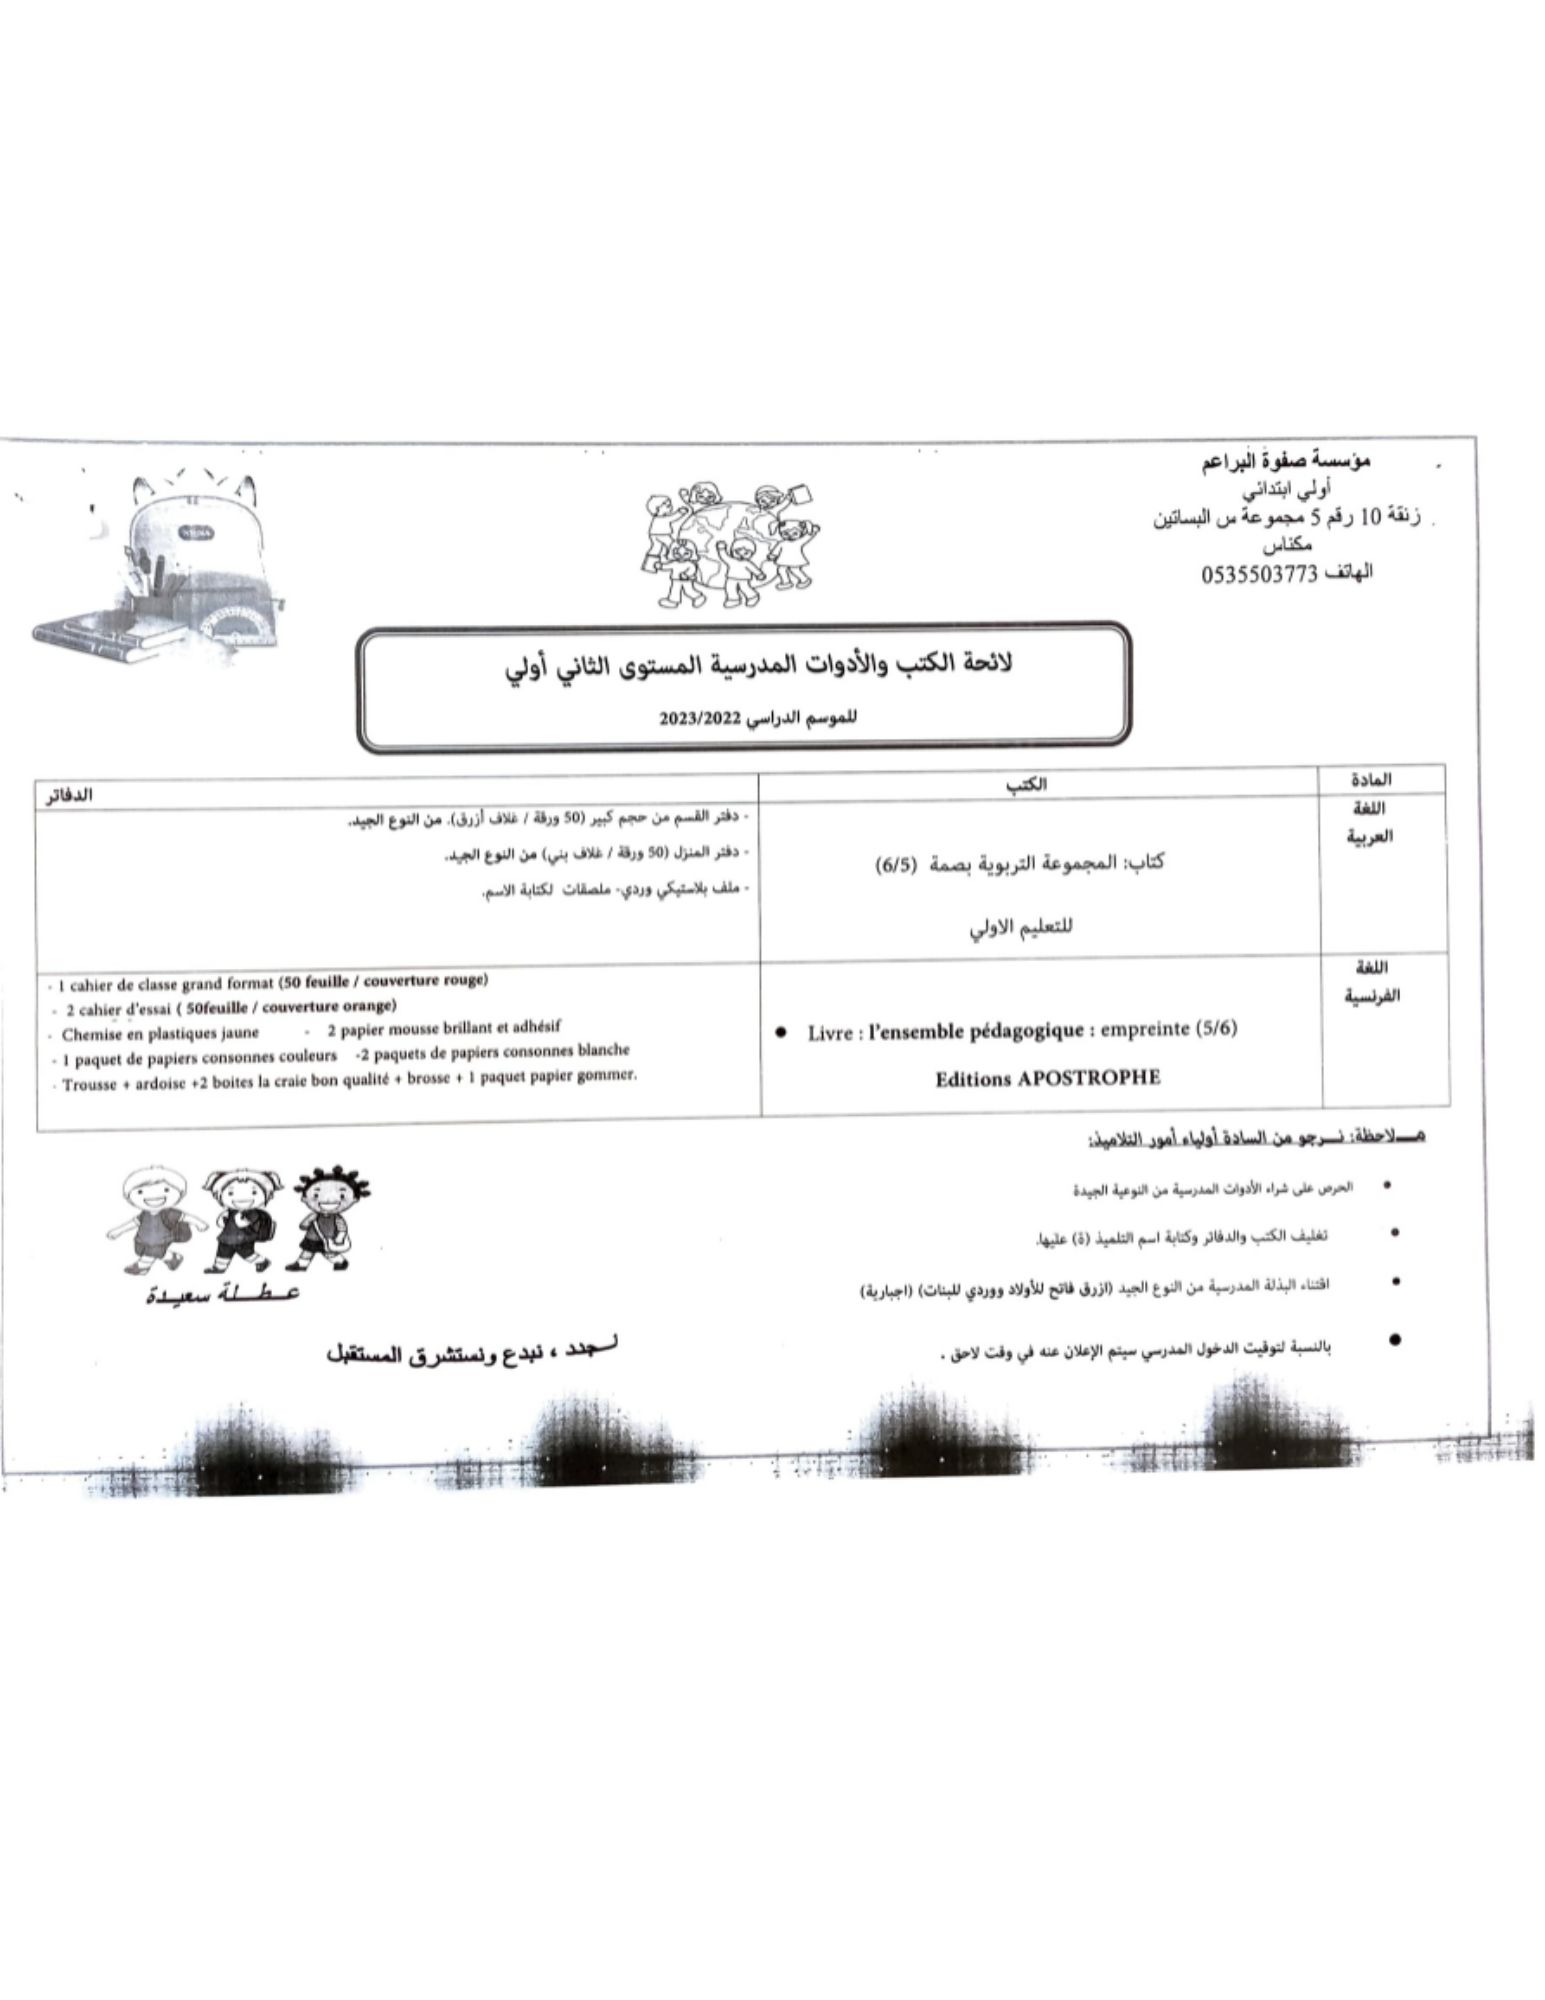 مؤسسة صفوة البراعم
أولي ابتدائي
زنقة 10 رقم 5 مجموعة س البساتين
مكناس
الهاتف 0535503773
لائحة الكتب والأدوات المدرسية المستوى الثاني أولي
للموسم الدراسي 2023/2022
المادة
الكتب
الدفاتر
اللغة
العربية
كتاب: المجموعة التربوية بصمة (6/5)
للتعليم الاولي
- دفتر القسم من حجم كبير (50 ورقة / غلاف أزرق). من النوع الجيد.
- دفتر المنزل (50 ورقة / غلاف بني) من النوع الجيد.
- ملف بلاستيكي وردي- ملصقات لكتابة الاسم.
اللغة
الفرنسية
• Livre : l'ensemble pédagogique : empreinte (5/6)
Editions APOSTROPHE
- 1 cahier de classe grand format (50 feuille / couverture rouge)
- 2 cahier d'essai ( 50feuille / couverture orange)
- Chemise en plastiques jaune - 2 papier mousse brillant et adhésif
- 1 paquet de papiers consonnes couleurs -2 paquets de papiers consonnes blanche
- Trousse + ardoise +2 boites la craie bon qualité + brosse + 1 paquet papier gommer.
مـــلاحظة: نــرجو من السادة أولياء أمور التلاميذ:
• الحرص على شراء الأدوات المدرسية من النوعية الجيدة
• تغليف الكتب والدفاتر وكتابة اسم التلميذ (ة) عليها.
• اقتناء البذلة المدرسية من النوع الجيد (ازرق فاتح للأولاد ووردي للبنات) (اجبارية)
• بالنسبة لتوقيت الدخول المدرسي سيتم الإعلان عنه في وقت لاحق .
عــطــلة سعيــدة
، نبدع ونستشرق المستقبل